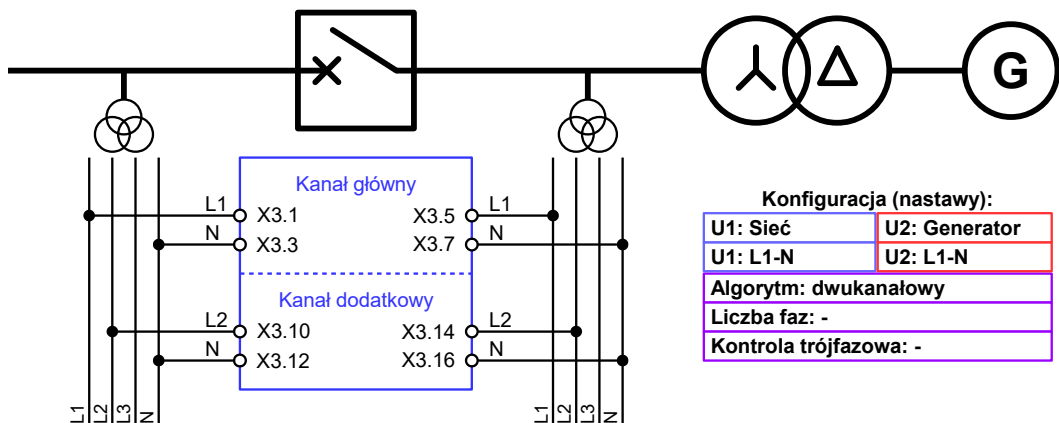 G
Kanał główny
L1 X3.1 X3.5 L1
N X3.3 X3.7 N
Kanał dodatkowy
L2 X3.10 X3.14 L2
N X3.12 X3.16 N
L1 L2 L3 N
L1 L2 L3 N
Konfiguracja (nastawy):
U1: Sieć U2: Generator
U1: L1-N U2: L1-N
Algorytm: dwukanałowy
Liczba faz: -
Kontrola trójfazowa: -